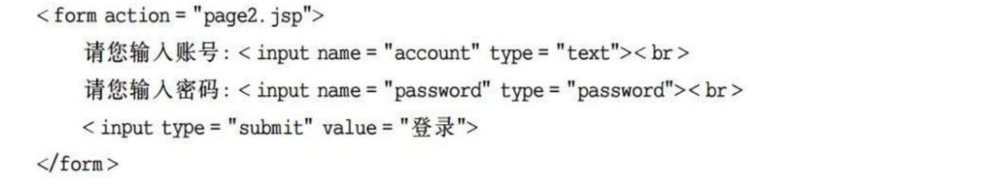 <form action = "page2.jsp">
请您输入账号:< input name = "account" type = "text"><br>
请您输入密码:< input name = "password" type = "password"><br>
< input type = "submit" value = "登录">
</form>